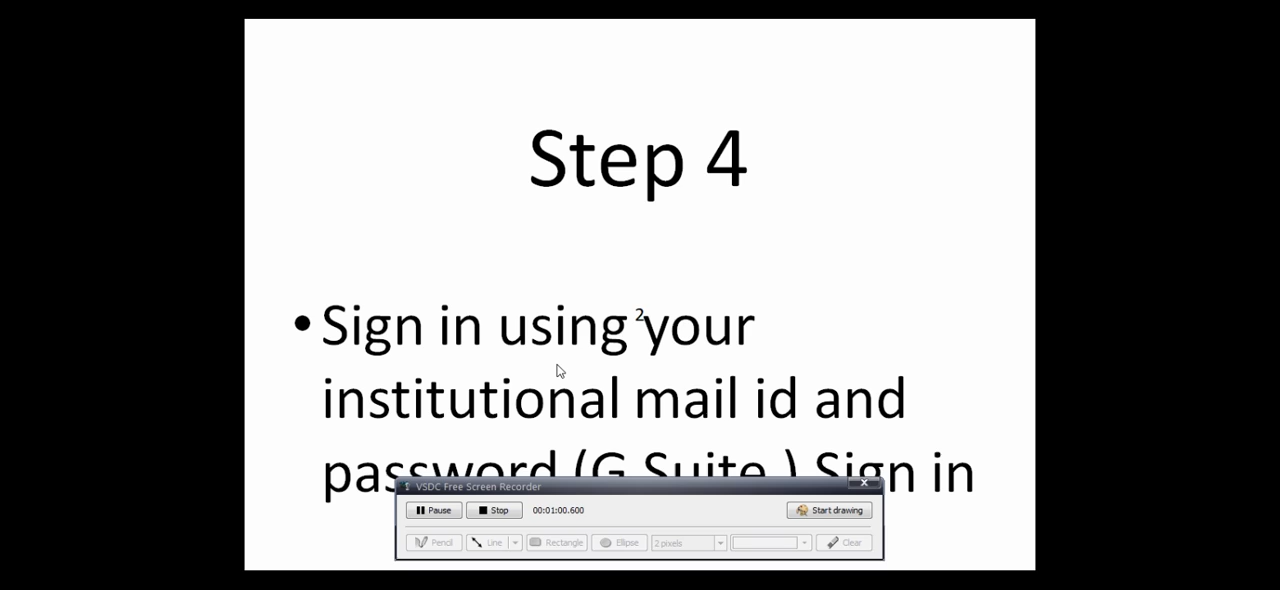 Step 4
2
• Sign in using your
institutional mail id and
password (G Suite ) Sign in
VSDC Free Screen Recorder
Pause Stop 00:01:00.600 Start drawing
Pencil Line Rectangle Ellipse 2 pixels Clear